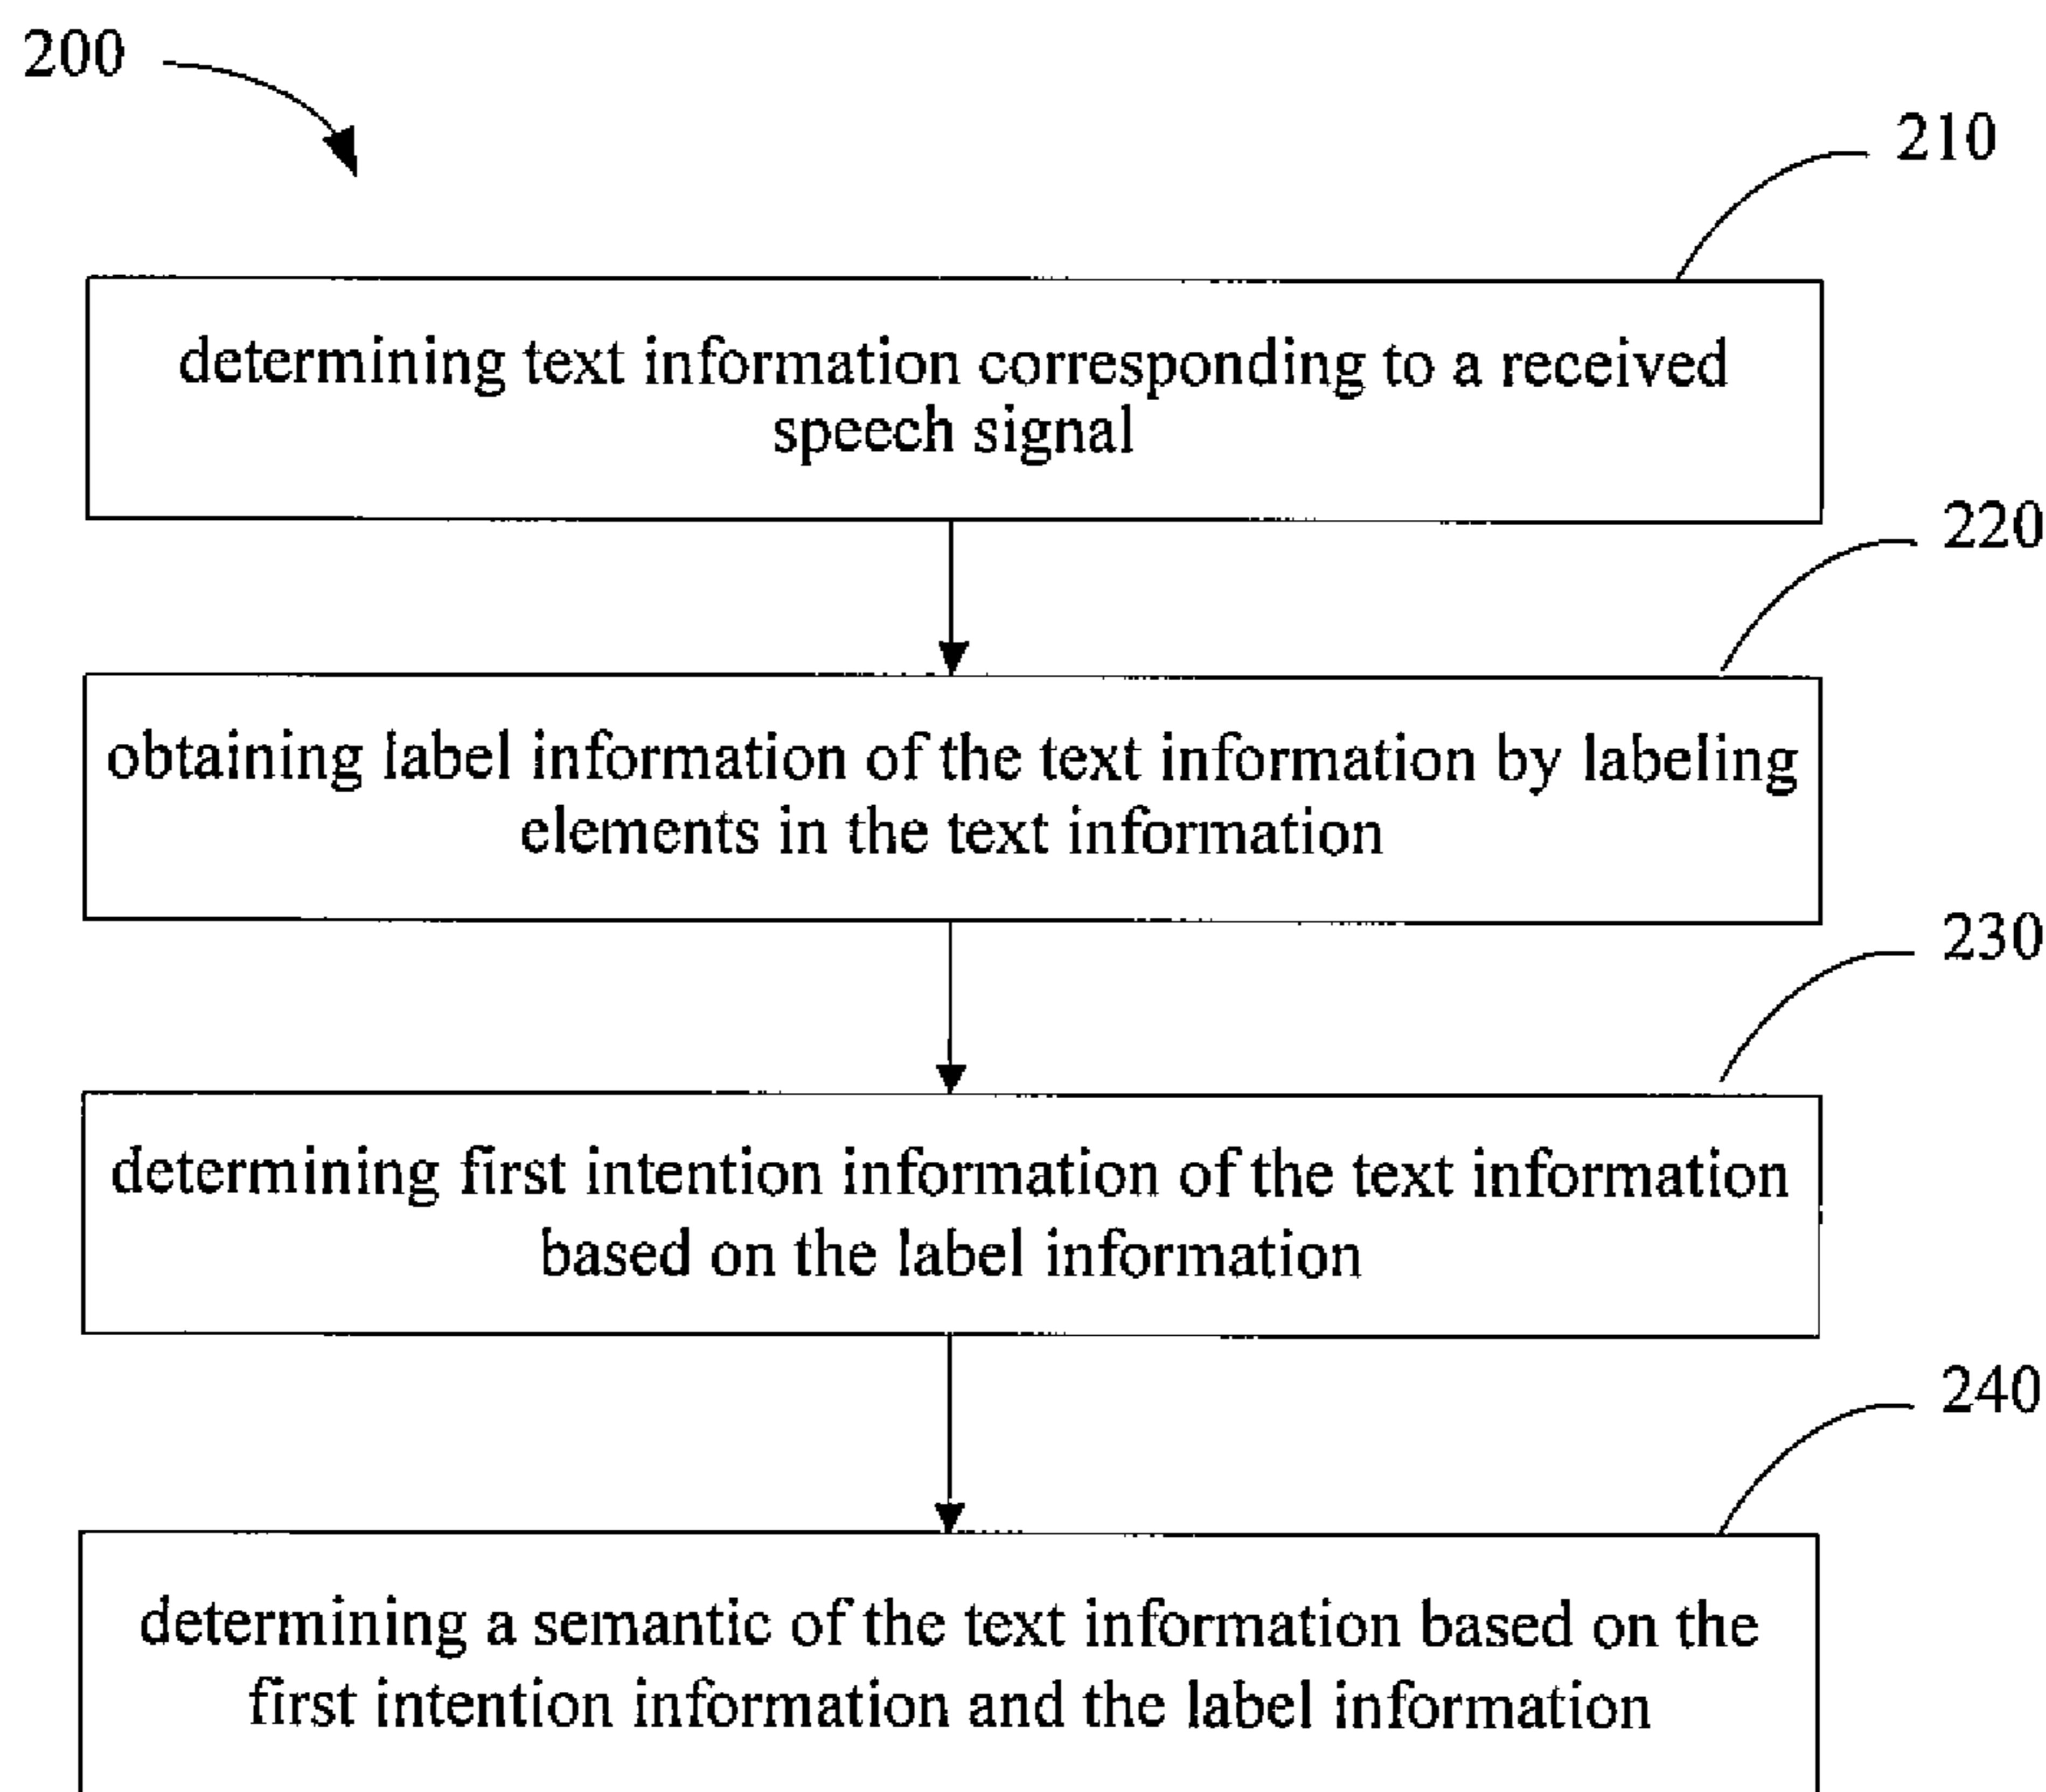 200
210
determining text information corresponding to a received
speech signal
220
obtaining label information of the text information by labeling
elements in the text information
230
determining first intention information of the text information
based on the label information
240
determining a semantic of the text information based on the
first intention information and the label information